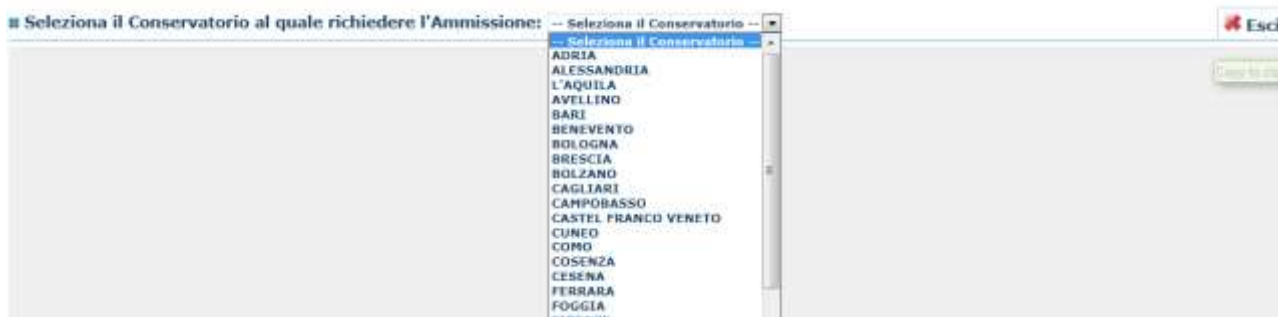 Seleziona il Conservatorio al quale richiedere l'Ammissione: -- Seleziona il Conservatorio -- Esci
-- Seleziona il Conservatorio --
ADRIA
ALESSANDRIA
L'AQUILA
AVELLINO
BARI
BENEVENTO
BOLOGNA
BRESCIA
BOLZANO
CAGLIARI
CAMPOBASSO
CASTEL FRANCO VENETO
CUNEO
COMO
COSENZA
CESENA
FERRARA
FOGGIA